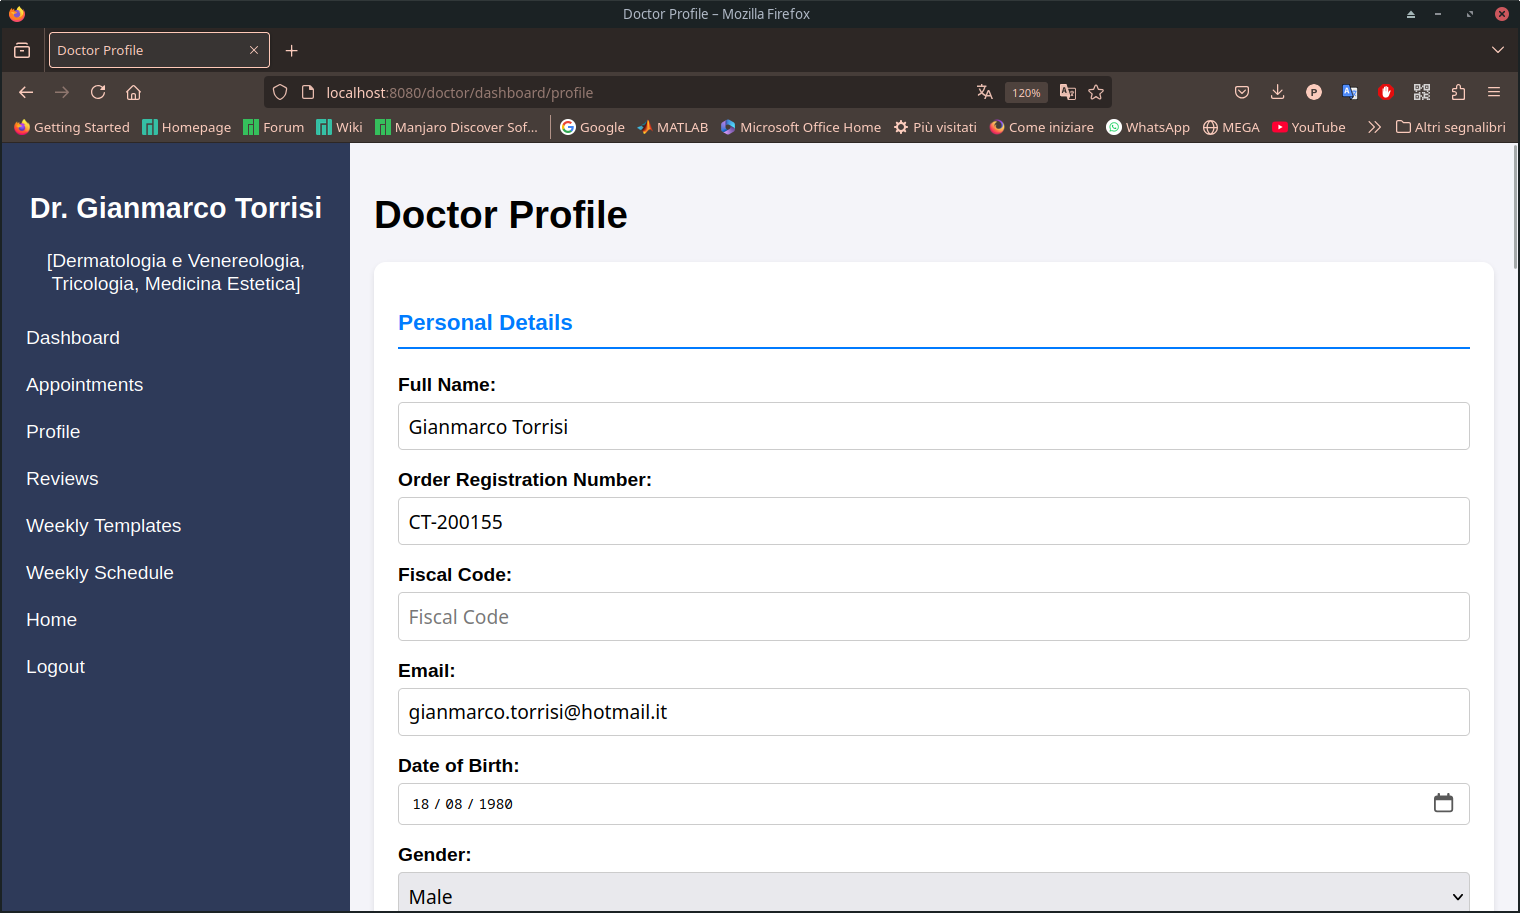 Doctor Profile – Mozilla Firefox
Doctor Profile
localhost:8080/doctor/dashboard/profile
120%
Getting Started Homepage Forum Wiki Manjaro Discover Sof... Google MATLAB Microsoft Office Home Più visitati Come iniziare WhatsApp MEGA YouTube Altri segnalibri
Dr. Gianmarco Torrisi
[Dermatologia e Venereologia,
Tricologia, Medicina Estetica]
Dashboard
Appointments
Profile
Reviews
Weekly Templates
Weekly Schedule
Home
Logout
Doctor Profile
Personal Details
Full Name:
Gianmarco Torrisi
Order Registration Number:
CT-200155
Fiscal Code:
Fiscal Code
Email:
gianmarco.torrisi@hotmail.it
Date of Birth:
18 / 08 / 1980
Gender:
Male